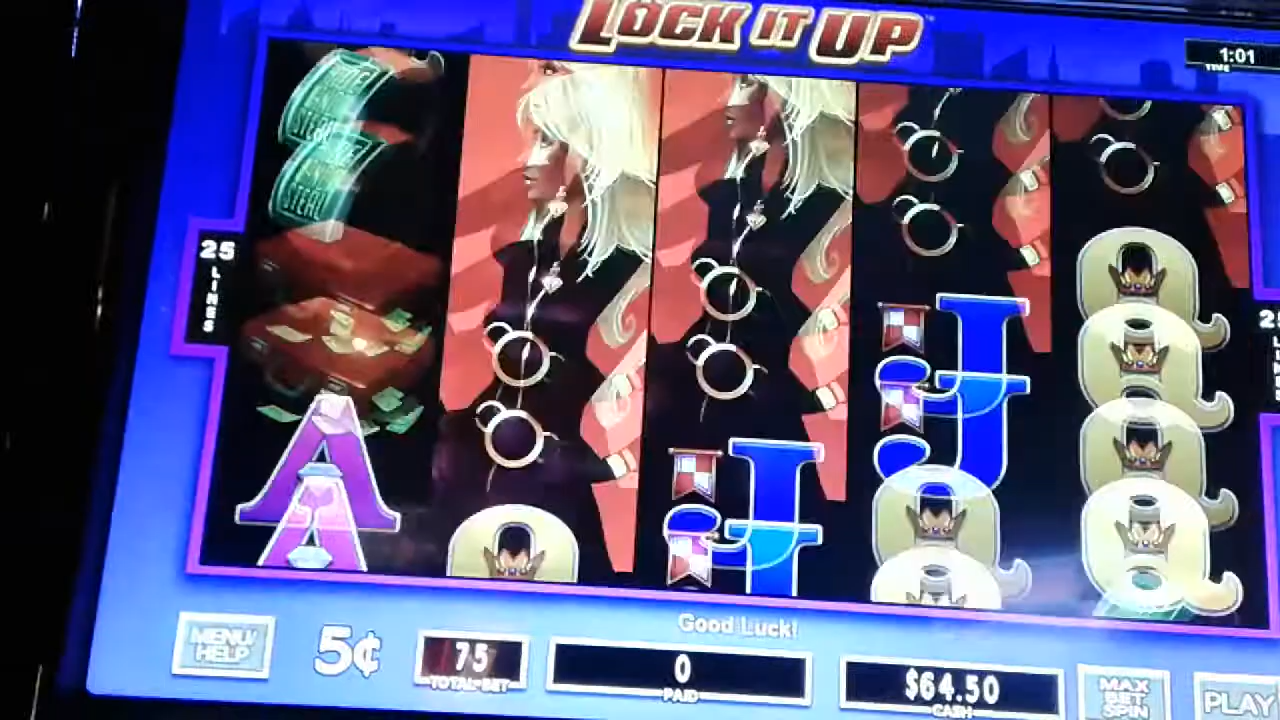 LOCK IT UP
1:01
TIME
25
LINES
Good Luck!
MENU/
HELP
5¢
75
TOTAL BET
0
PAID
$64.50
CASH
MAX
BET
SPIN
PLAY
A
A
Q
J
J
J
J
Q
Q
Q
Q
Q
Q